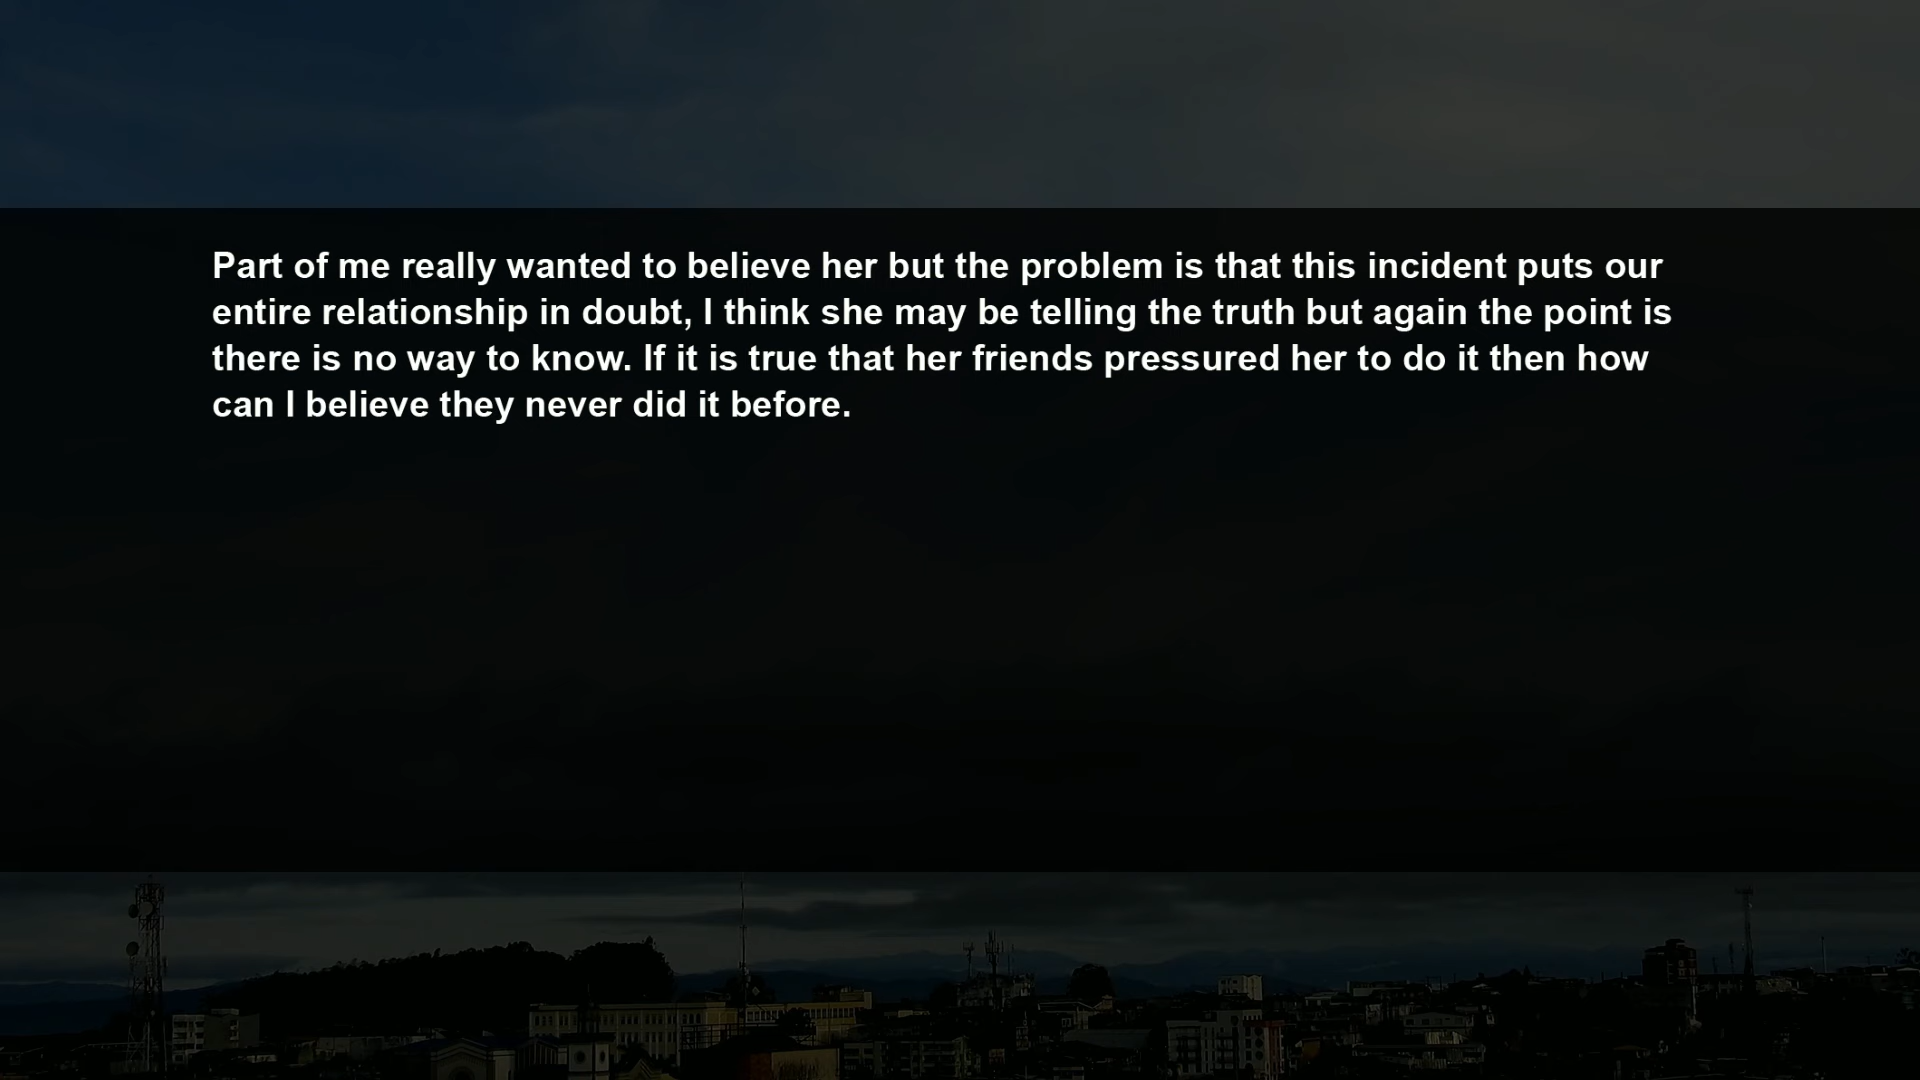 Part of me really wanted to believe her but the problem is that this incident puts our
entire relationship in doubt, I think she may be telling the truth but again the point is
there is no way to know. If it is true that her friends pressured her to do it then how
can I believe they never did it before.